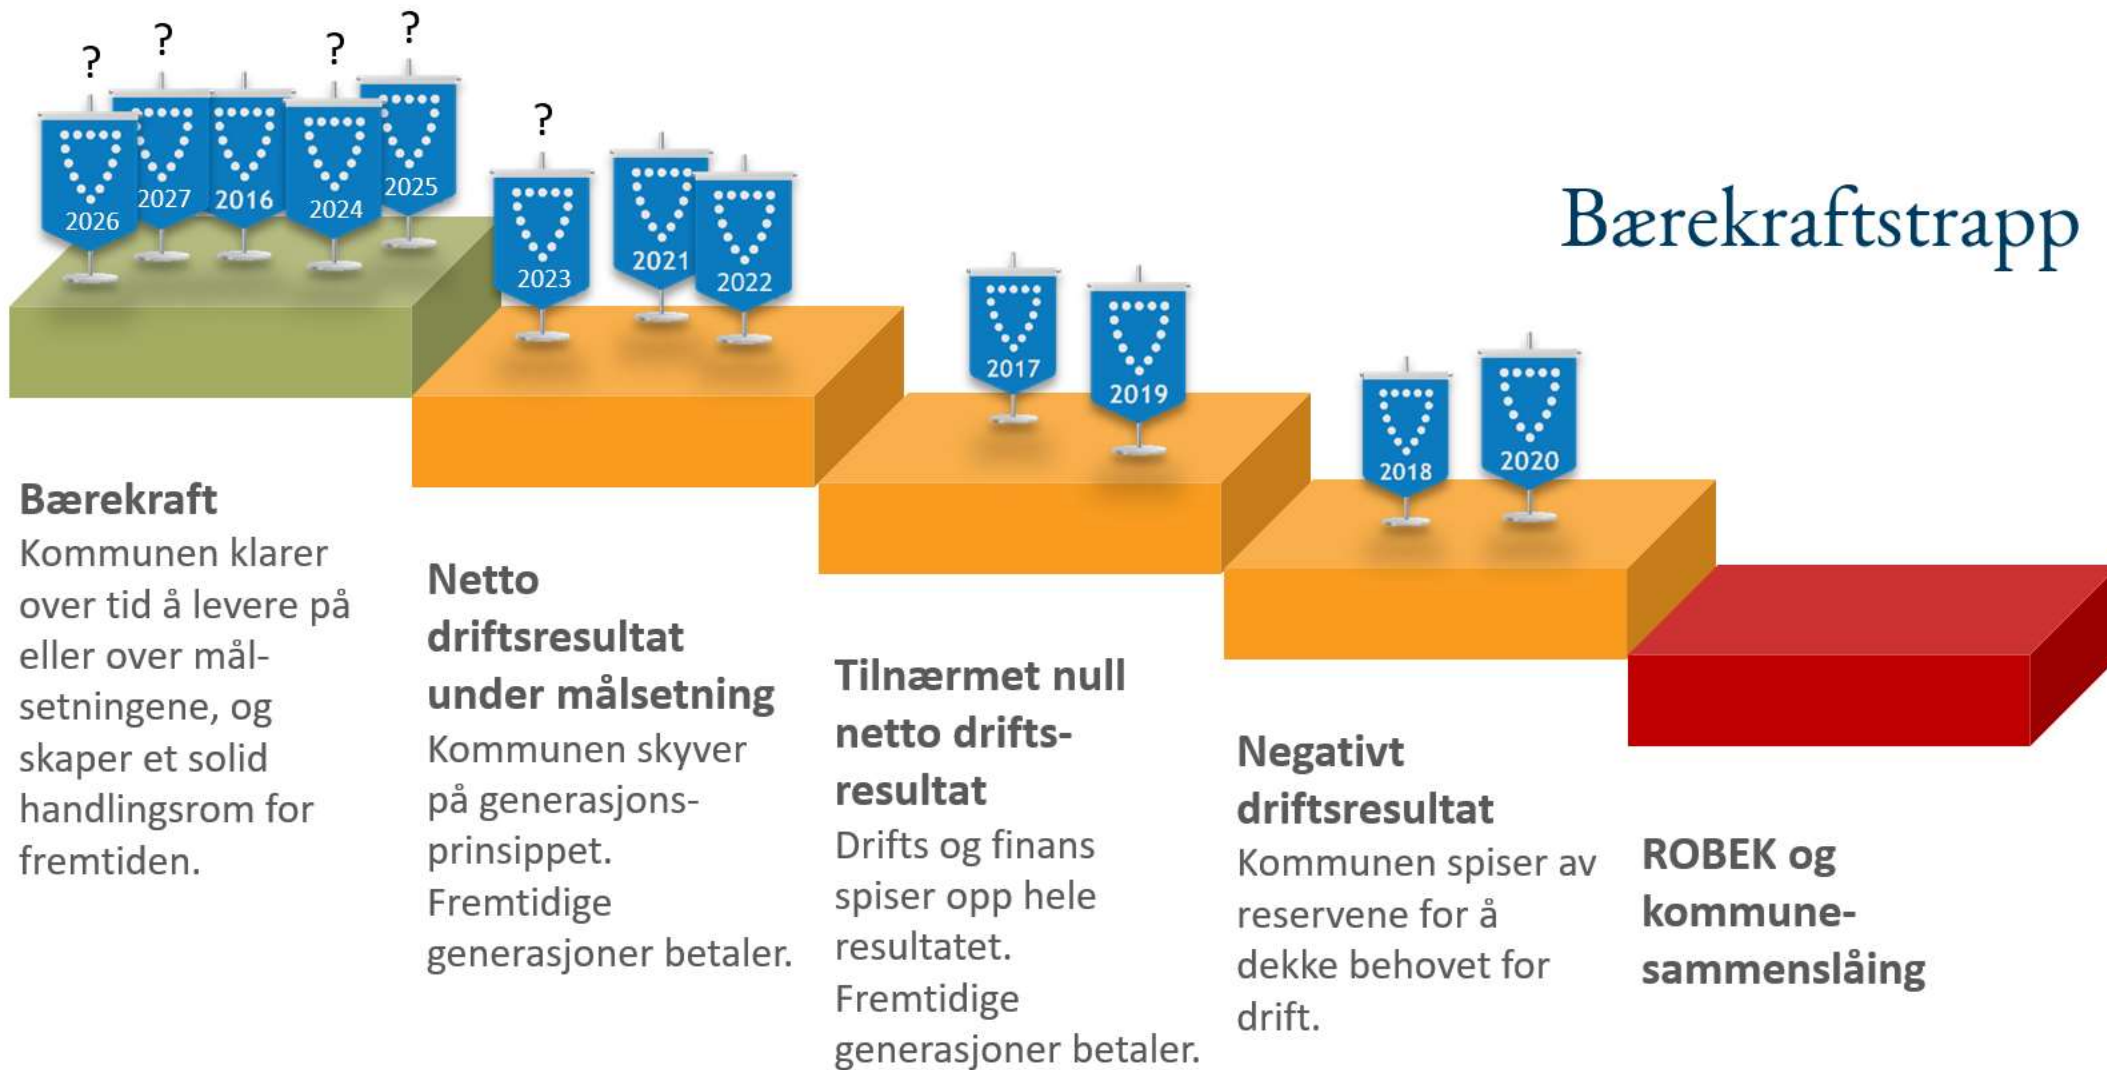 ?
?
?
?
?
2026
2027
2016
2024
2025
2023
2021
2022
2017
2019
2018
2020
Bærekraftstrapp
Bærekraft
Kommunen klarer
over tid å levere på
eller over mål-
setningene, og
skaper et solid
handlingsrom for
fremtiden.
Netto
driftsresultat
under målsetning
Kommunen skyver
på generasjons-
prinsippet.
Fremtidige
generasjoner betaler.
Tilnærmet null
netto drifts-
resultat
Drifts og finans
spiser opp hele
resultatet.
Fremtidige
generasjoner betaler.
Negativt
driftsresultat
Kommunen spiser av
reservene for å
dekke behovet for
drift.
ROBEK og
kommune-
sammenslåing